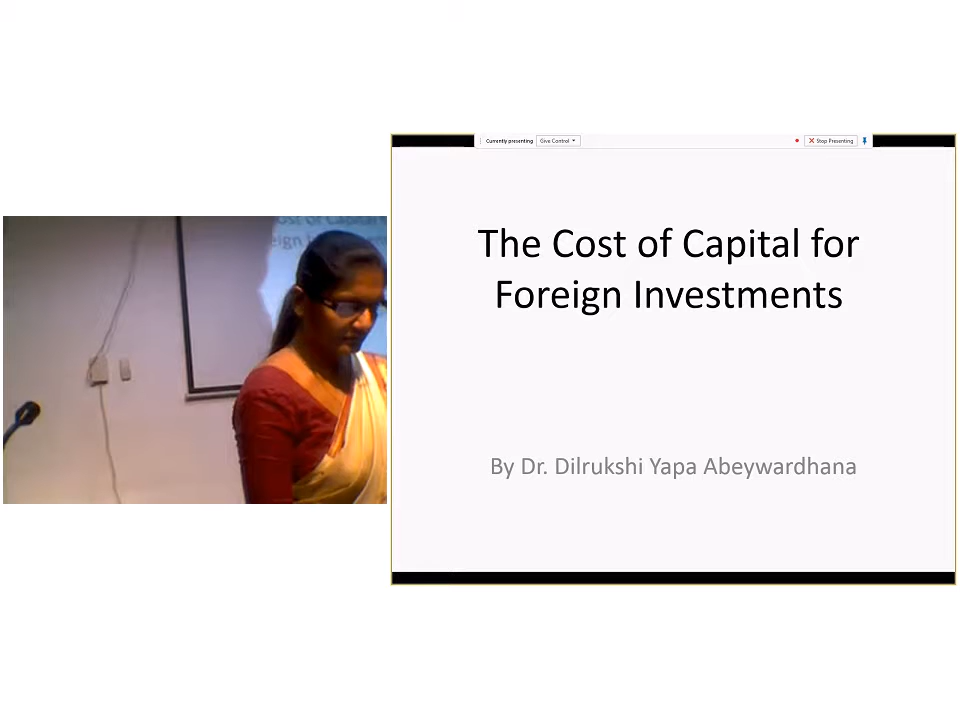 Currently presenting Give Control Stop Presenting
The Cost of Capital for
Foreign Investments
By Dr. Dilrukshi Yapa Abeywardhana